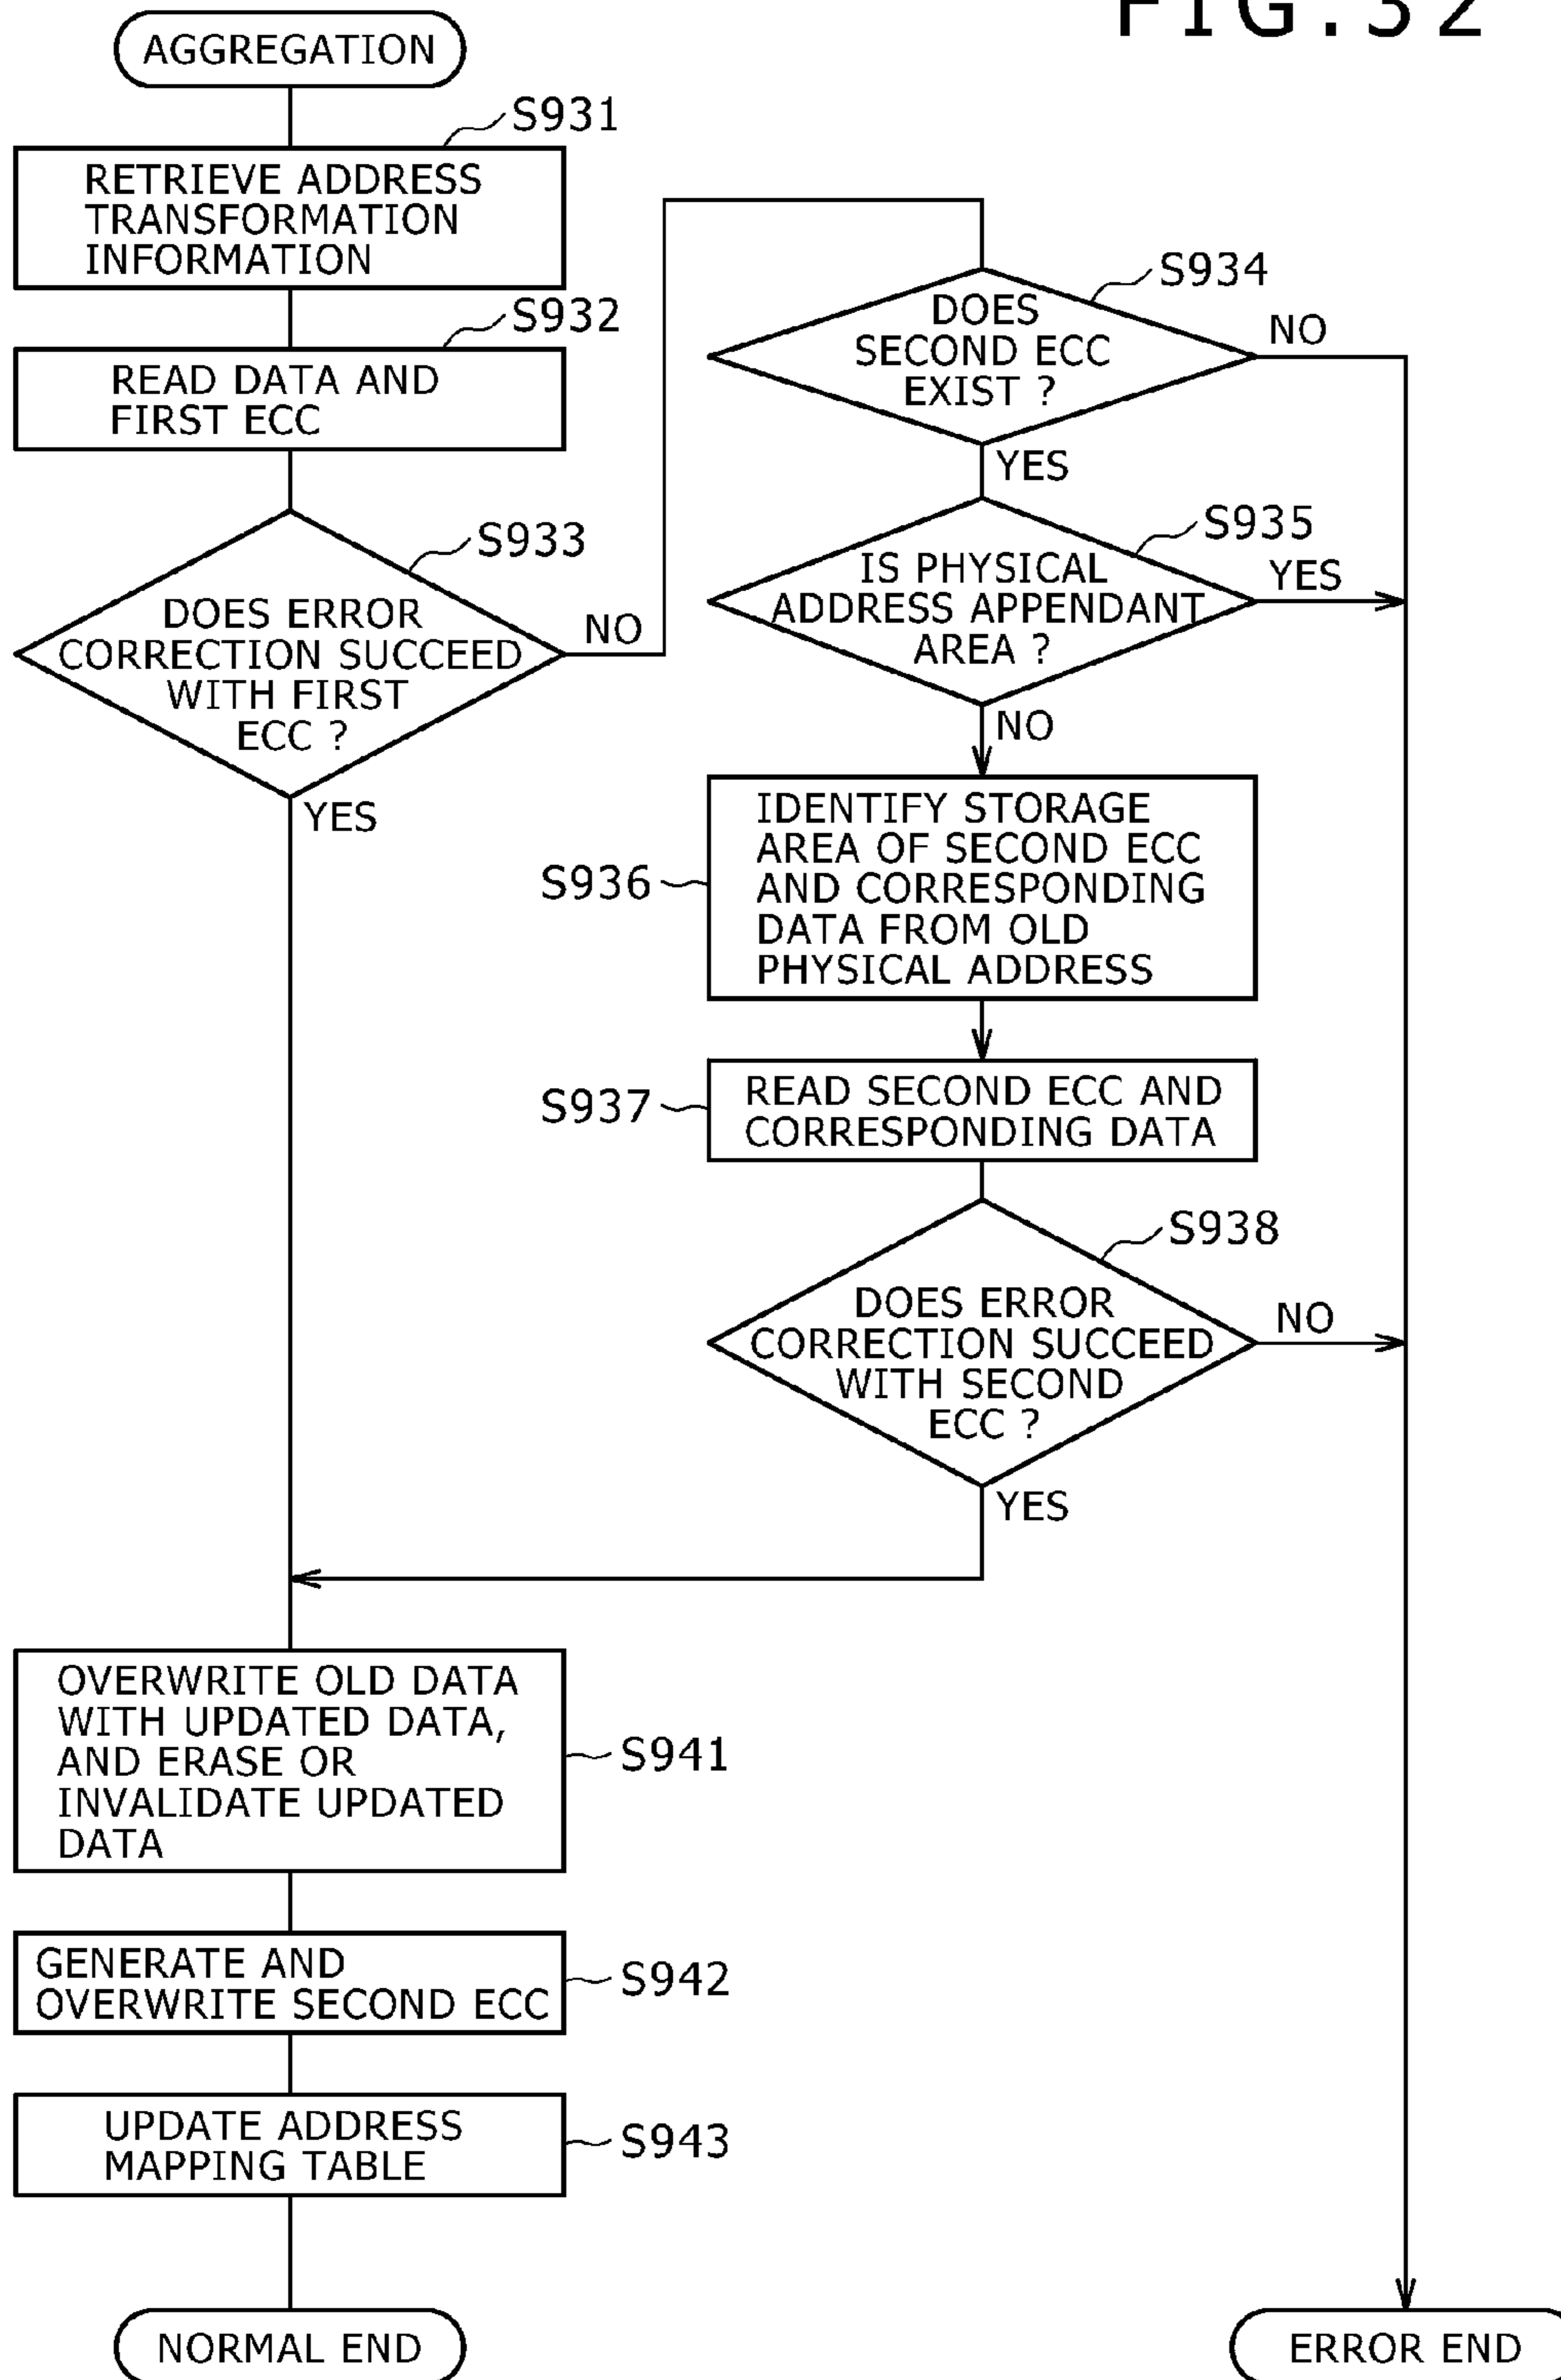 FIG.32
AGGREGATION
S931
RETRIEVE ADDRESS
TRANSFORMATION
INFORMATION
S932
READ DATA AND
FIRST ECC
S933
DOES ERROR
CORRECTION SUCCEED
WITH FIRST
ECC ?
NO
YES
S934
DOES
SECOND ECC
EXIST ?
NO
YES
S935
IS PHYSICAL
ADDRESS APPENDANT
AREA ?
YES
NO
S936
IDENTIFY STORAGE
AREA OF SECOND ECC
AND CORRESPONDING
DATA FROM OLD
PHYSICAL ADDRESS
S937
READ SECOND ECC AND
CORRESPONDING DATA
S938
DOES ERROR
CORRECTION SUCCEED
WITH SECOND
ECC ?
NO
YES
OVERWRITE OLD DATA
WITH UPDATED DATA,
AND ERASE OR
INVALIDATE UPDATED
DATA
S941
GENERATE AND
OVERWRITE SECOND ECC
S942
UPDATE ADDRESS
MAPPING TABLE
S943
NORMAL END
ERROR END